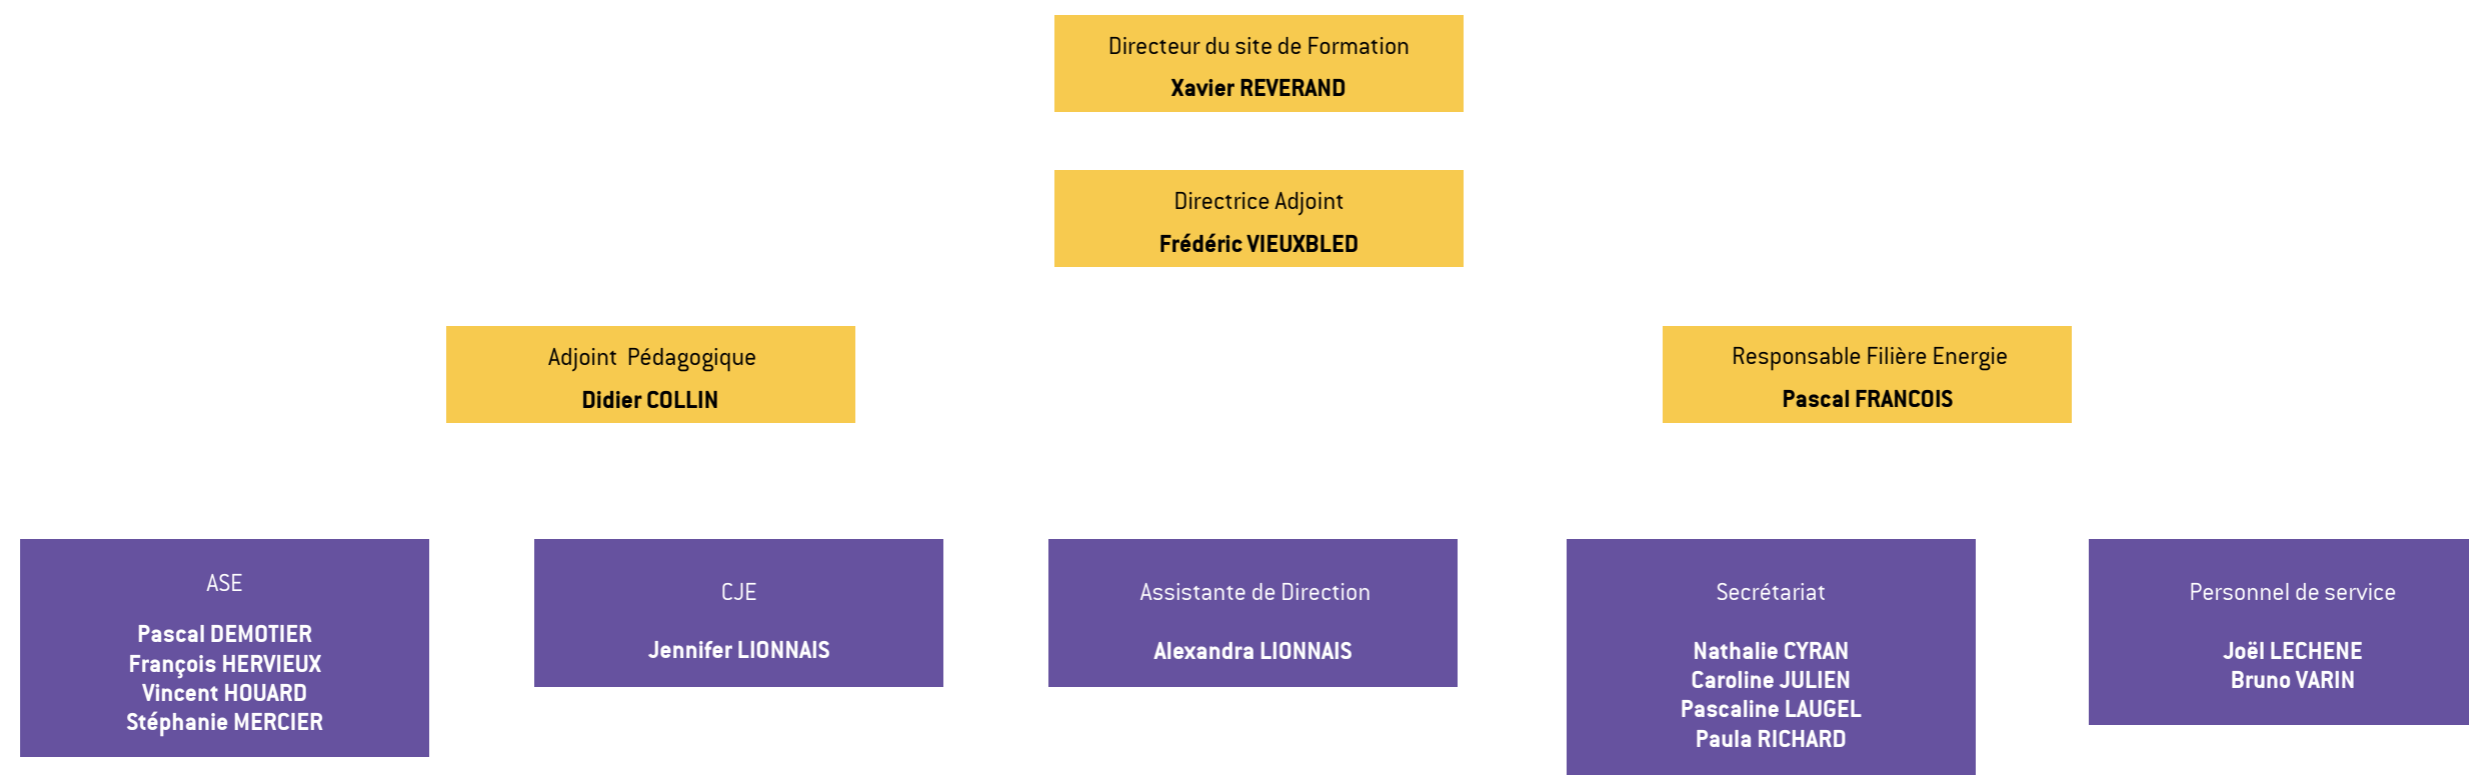 Directeur du site de Formation
Xavier REVERAND
Directrice Adjoint
Frédéric VIEUXBLED
Adjoint Pédagogique
Didier COLLIN
Responsable Filière Energie
Pascal FRANCOIS
ASE
Pascal DEMOTIER
François HERVIEUX
Vincent HOUARD
Stéphanie MERCIER
CJE
Jennifer LIONNAIS
Assistante de Direction
Alexandra LIONNAIS
Secrétariat
Nathalie CYRAN
Caroline JULIEN
Pascaline LAUGEL
Paula RICHARD
Personnel de service
Joël LECHENE
Bruno VARIN